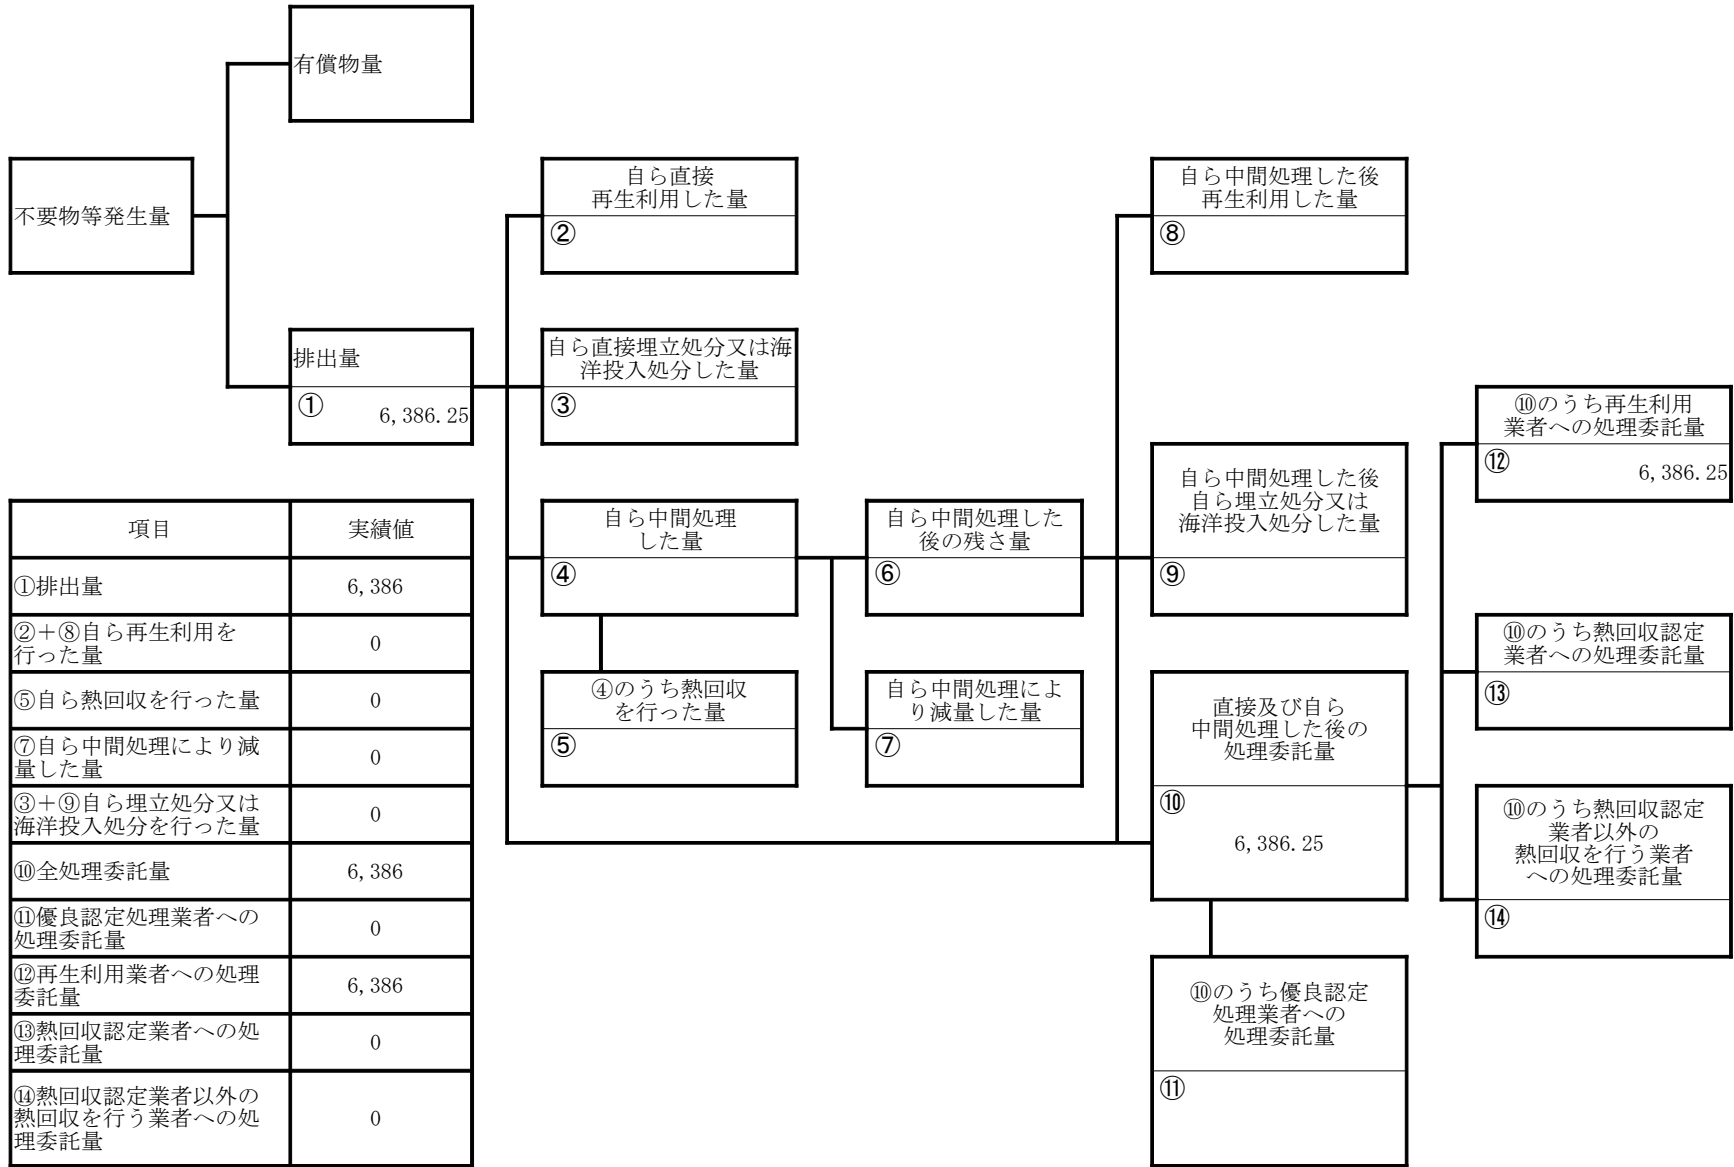 有償物量
不要物等発生量
排出量
①
6,386.25
自ら直接
再生利用した量
②
自ら直接埋立処分又は海
洋投入処分した量
③
自ら中間処理
した量
④
④のうち熱回収
を行った量
⑤
自ら中間処理した
後の残さ量
⑥
自ら中間処理によ
り減量した量
⑦
自ら中間処理した後
再生利用した量
⑧
自ら中間処理した後
自ら埋立処分又は
海洋投入処分した量
⑨
直接及び自ら
中間処理した後の
処理委託量
⑩
6,386.25
⑩のうち優良認定
処理業者への
処理委託量
⑪
⑩のうち再生利用
業者への処理委託量
⑫
6,386.25
⑩のうち熱回収認定
業者への処理委託量
⑬
⑩のうち熱回収認定
業者以外の
熱回収を行う業者
への処理委託量
⑭
項目 実績値
①排出量 6,386
②＋⑧自ら再生利用を
行った量 0
⑤自ら熱回収を行った量 0
⑦自ら中間処理により減
量した量 0
③＋⑨自ら埋立処分又は
海洋投入処分を行った量 0
⑩全処理委託量 6,386
⑪優良認定処理業者への
処理委託量 0
⑫再生利用業者への処理
委託量 6,386
⑬熱回収認定業者への処
理委託量 0
⑭熱回収認定業者以外の
熱回収を行う業者への処
理委託量 0